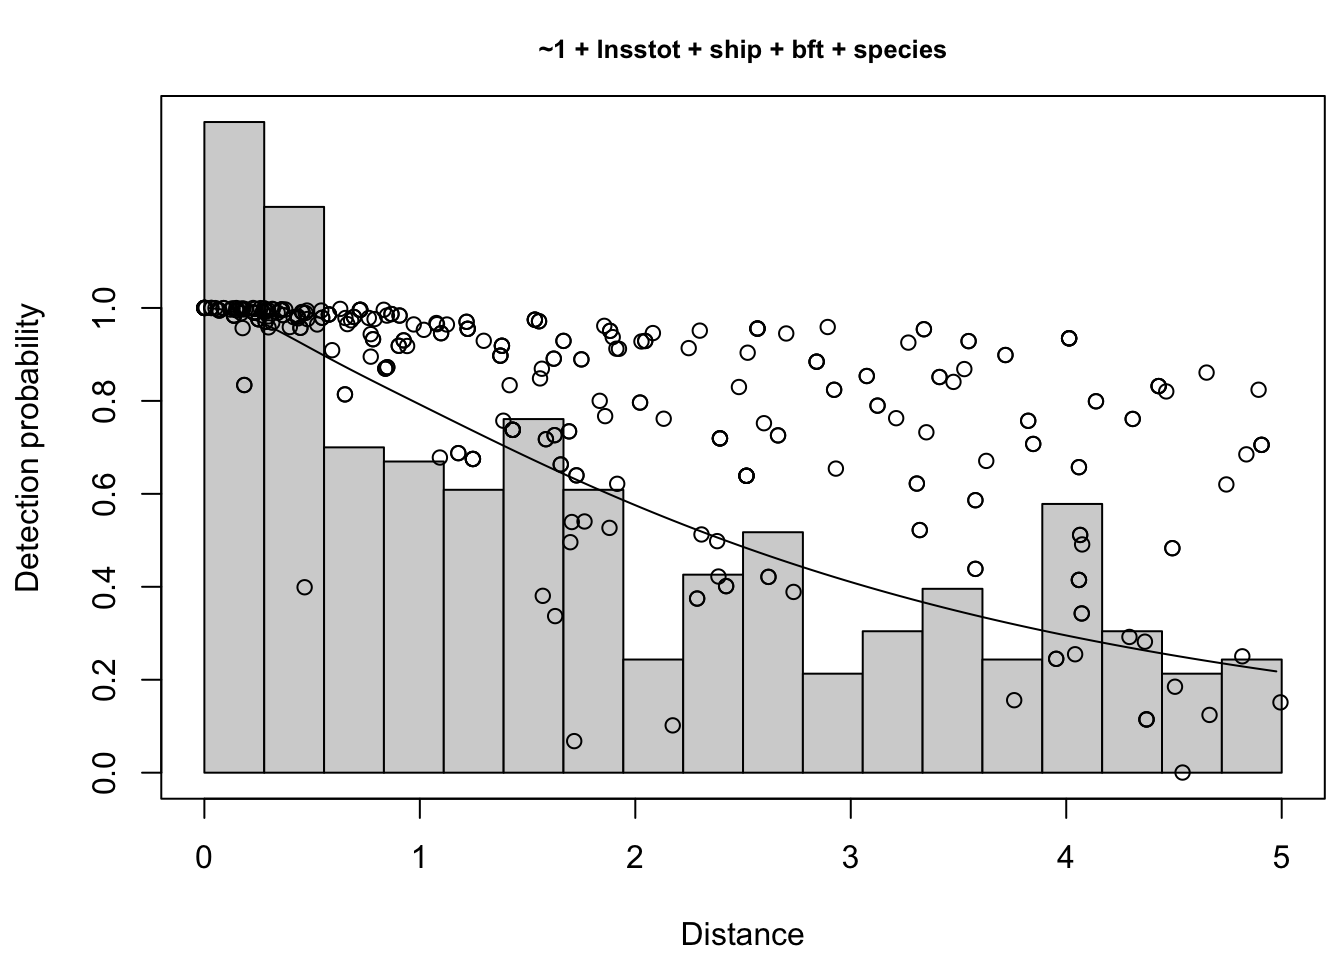 ~1 + lnsstot + ship + bft + species
Detection probability
1.0
0.8
0.6
0.4
0.2
0.0
0 1 2 3 4 5
Distance